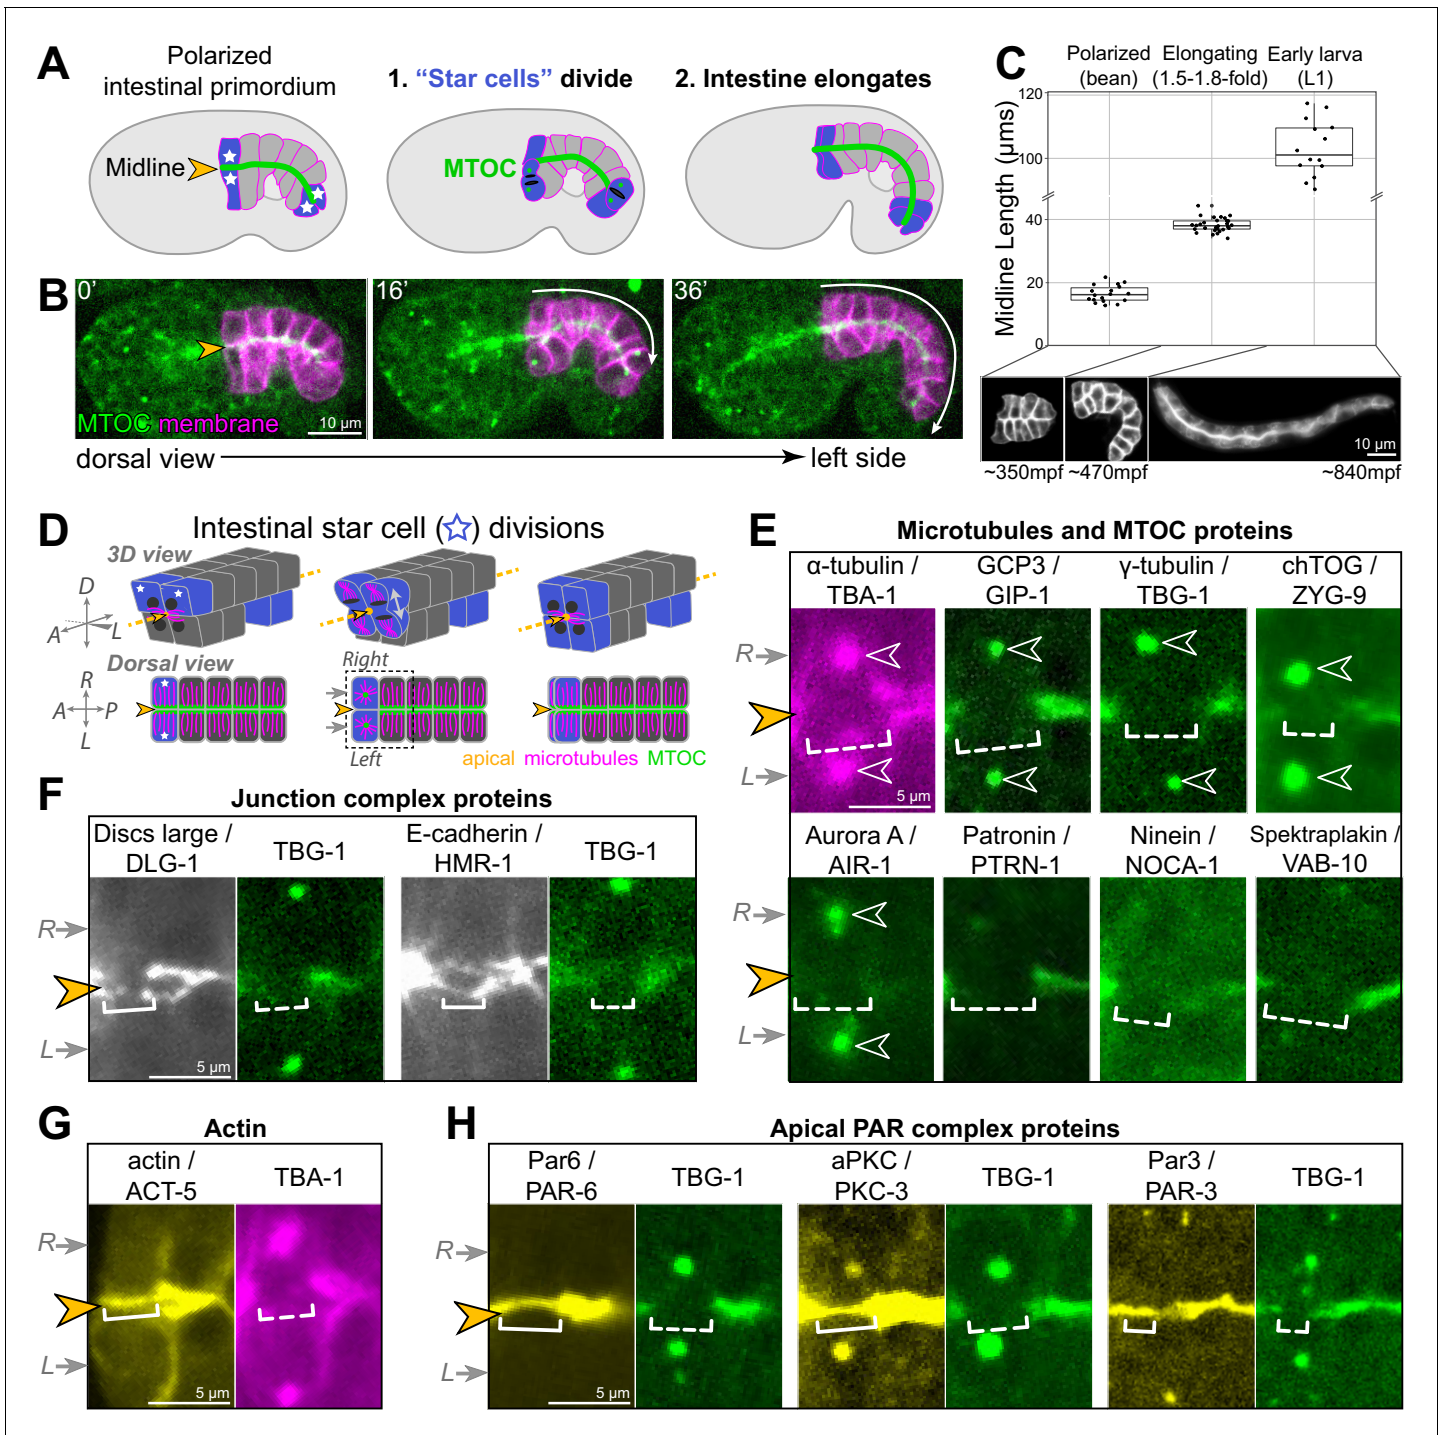 A
Polarized
intestinal primordium
1. “Star cells” divide
2. Intestine elongates
Midline
MTOC
B
0’
16’
36’
MTOC membrane
10 µm
dorsal view
left side
C
Polarized
(bean)
Elongating
(1.5-1.8-fold)
Early larva
(L1)
Midline Length (µms)
120
100
40
20
0
10 µm
~350mpf
~470mpf
~840mpf
D
Intestinal star cell (☆) divisions
3D view
D
A
L
Dorsal view
R
A
P
L
Right
Left
apical microtubules MTOC
E
Microtubules and MTOC proteins
α-tubulin /
TBA-1
GCP3 /
GIP-1
γ-tubulin /
TBG-1
chTOG /
ZYG-9
R
L
5 µm
Aurora A /
AIR-1
Patronin /
PTRN-1
Ninein /
NOCA-1
Spektraplakin /
VAB-10
R
L
F
Junction complex proteins
Discs large /
DLG-1
TBG-1
E-cadherin /
HMR-1
TBG-1
R
L
5 µm
G
Actin
actin /
ACT-5
TBA-1
R
L
5 µm
H
Apical PAR complex proteins
Par6 /
PAR-6
TBG-1
aPKC /
PKC-3
TBG-1
Par3 /
PAR-3
TBG-1
R
L
5 µm